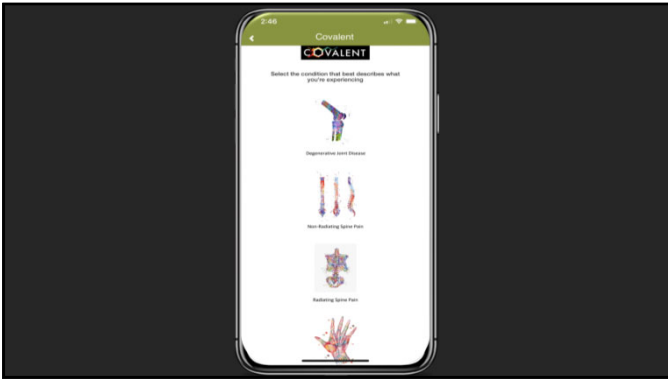 2:46
Covalent
COVALENT
Select the condition that best describes what
you're experiencing
Degenerative Joint Disease
Non-Radiating Spine Pain
Radiating Spine Pain